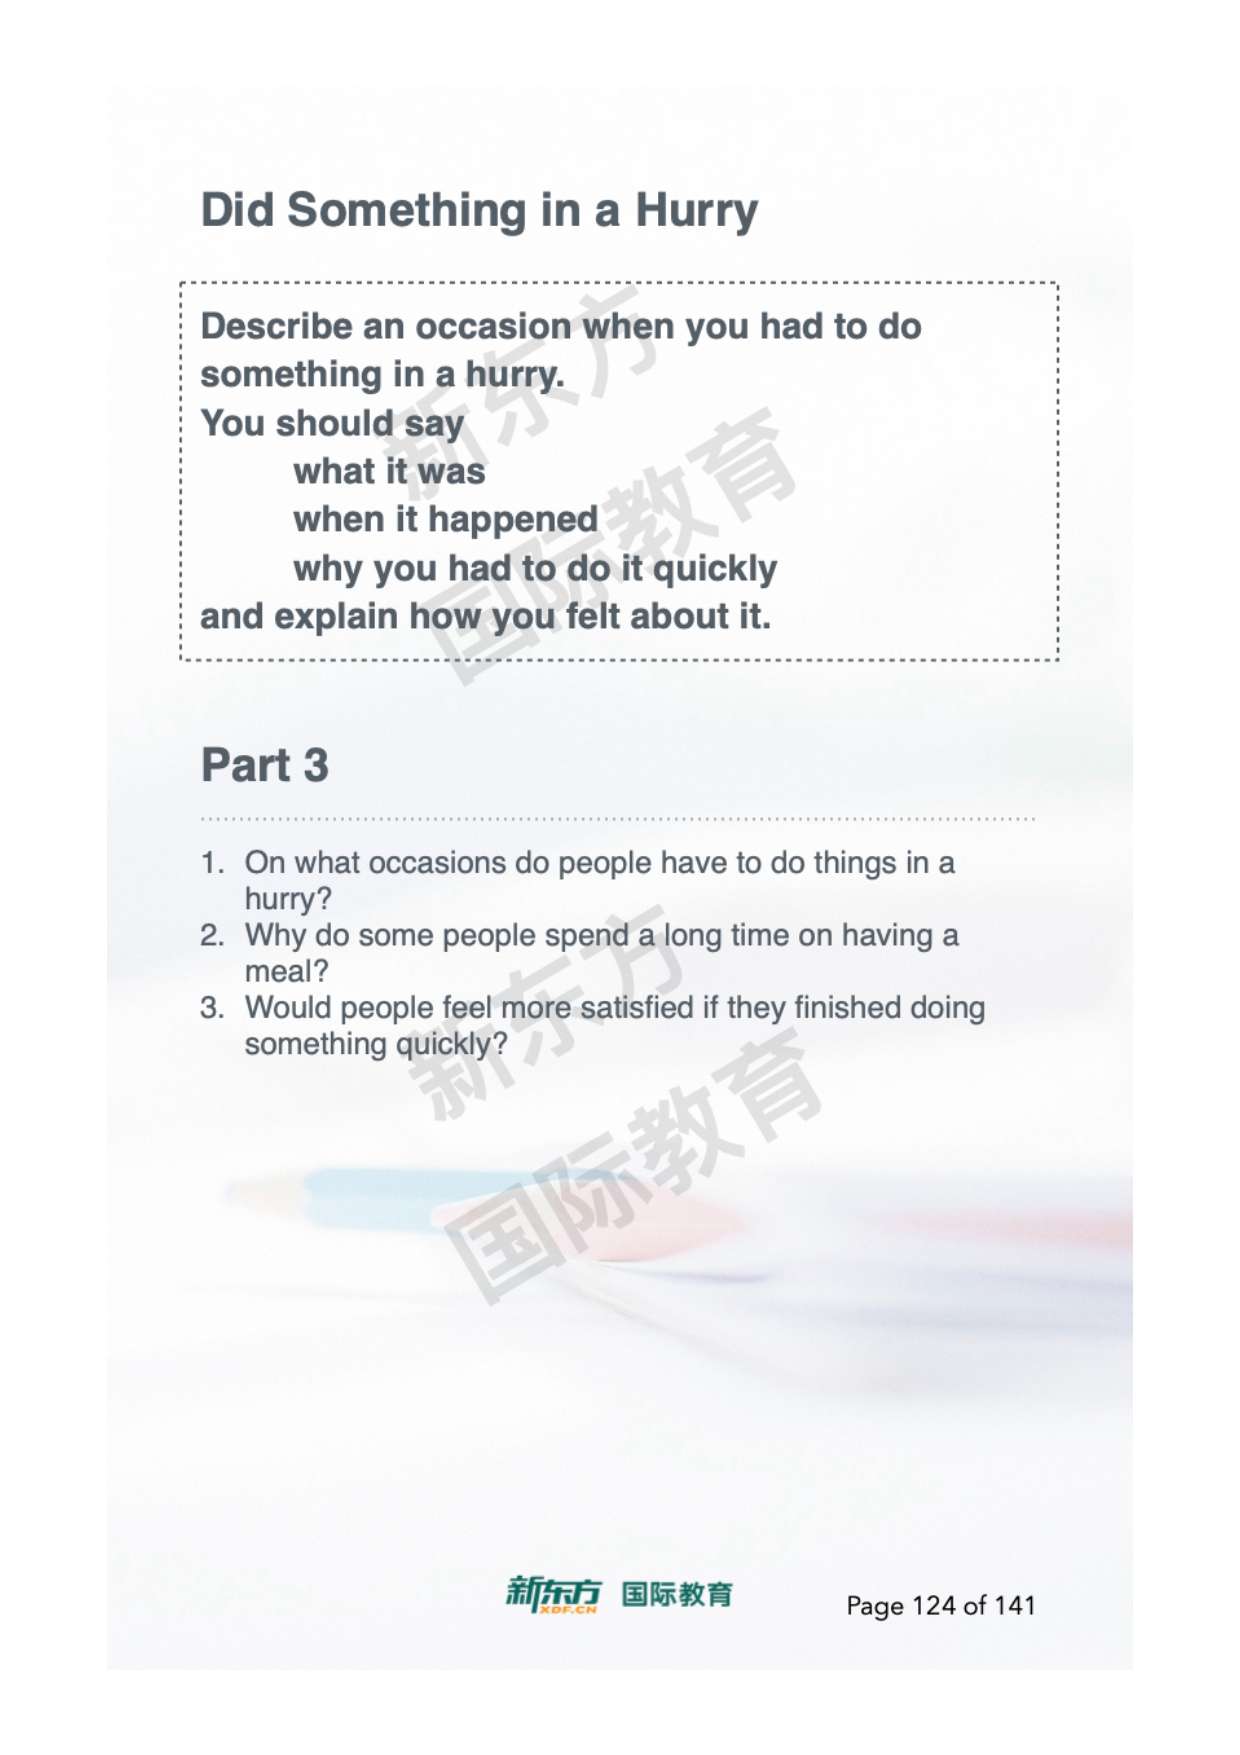 Did Something in a Hurry
Describe an occasion when you had to do
something in a hurry.
You should say
what it was
when it happened
why you had to do it quickly
and explain how you felt about it.
新东方
国际教育
Part 3
1. On what occasions do people have to do things in a
hurry?
2. Why do some people spend a long time on having a
meal?
3. Would people feel more satisfied if they finished doing
something quickly?
新东方
国际教育
新东方 国际教育
XDF.CN
Page 124 of 141